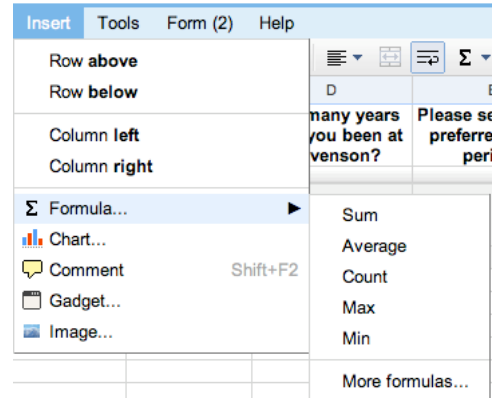 Insert Tools Form (2) Help
Row above
Row below
Column left
Column right
Σ Formula...
Chart...
Comment Shift+F2
Gadget...
Image...
Σ
D
many years
you been at
venson?
Please
preferre
peri
Sum
Average
Count
Max
Min
More formulas...